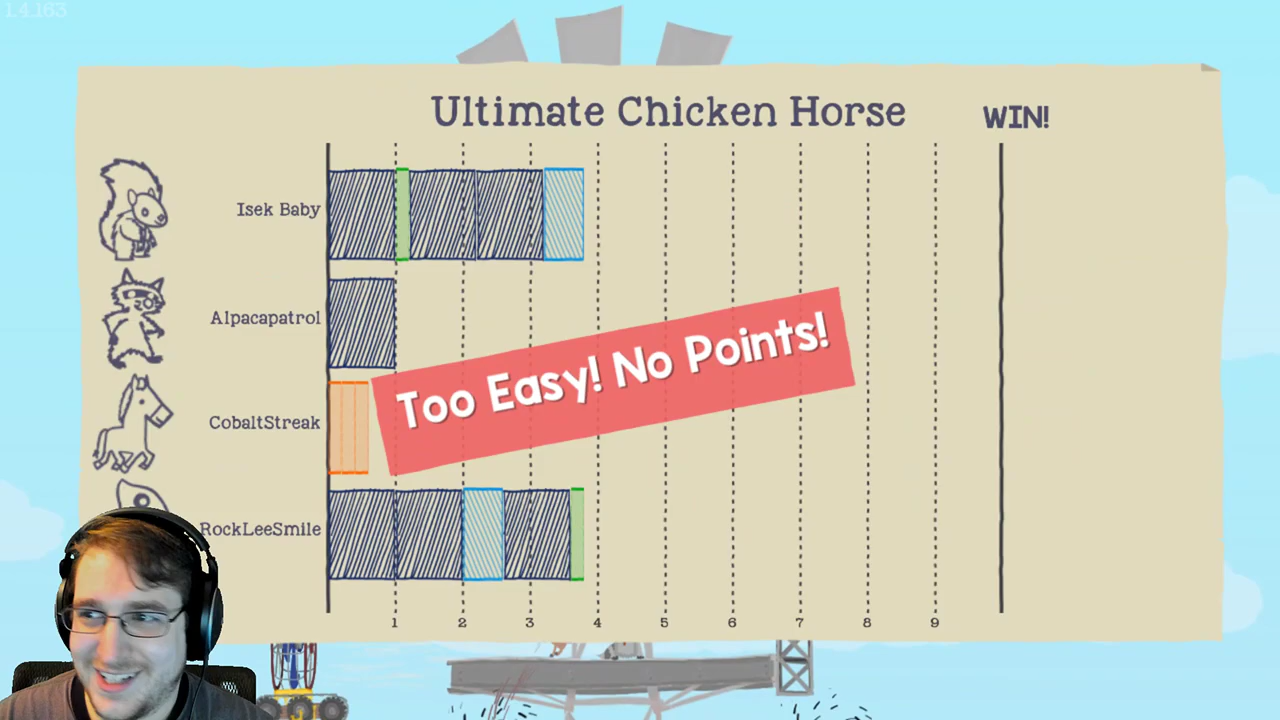 1.4.163
Ultimate Chicken Horse
WIN!
Isek Baby
Alpacapatrol
Too Easy! No Points!
CobaltStreak
RockLeeSmile
1 2 3 4 5 6 7 8 9